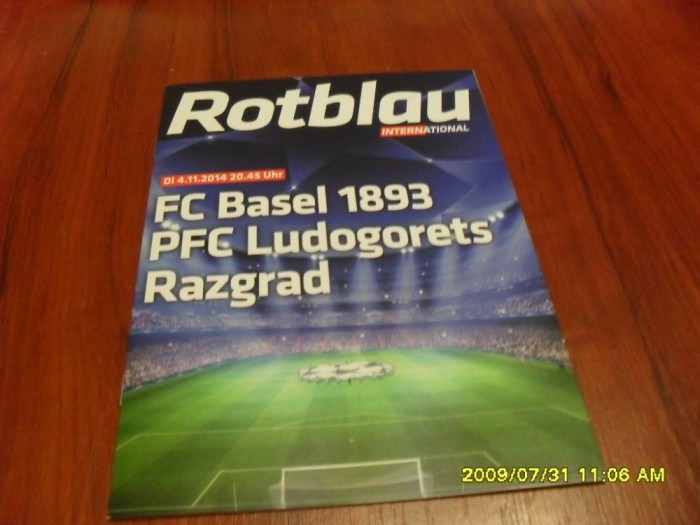 Rotblau
INTERNATIONAL
Di 4.11.2014 20.45 Uhr
FC Basel 1893
PFC Ludogorets
Razgrad
2009/07/31 11:06 AM